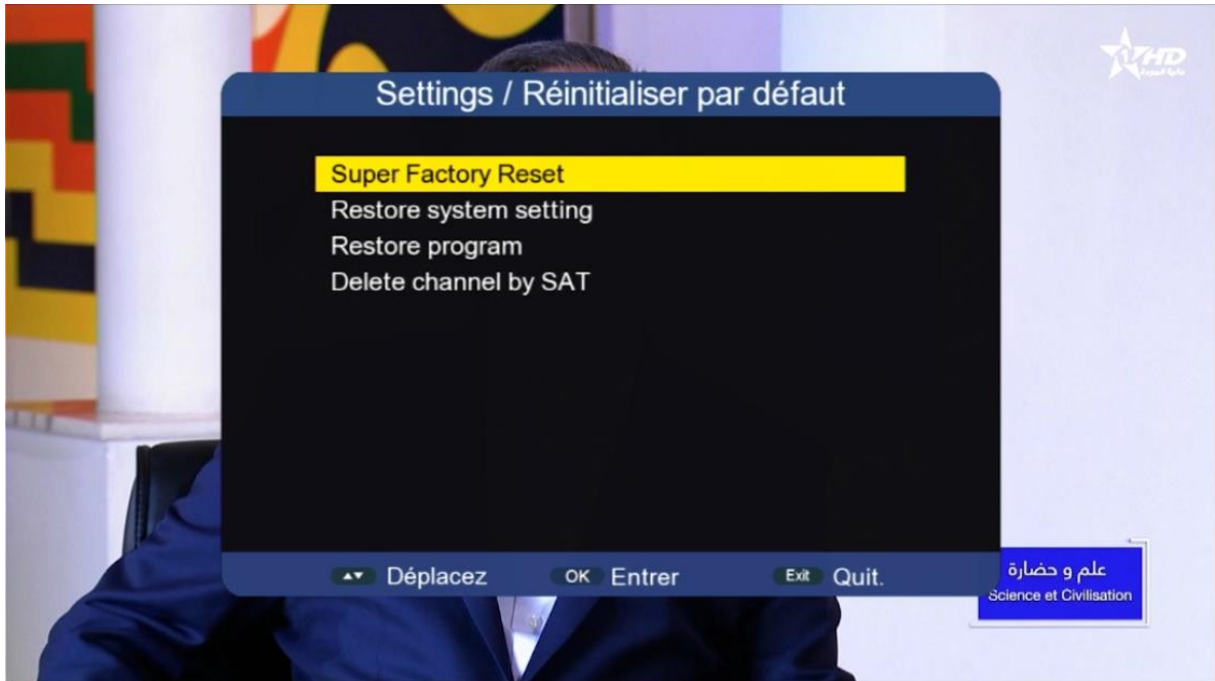 Settings / Réinitialiser par défaut
Super Factory Reset
Restore system setting
Restore program
Delete channel by SAT
Déplacez OK Entrer Exit Quit.
1 HD
علم و حضارة
Science et Civilisation